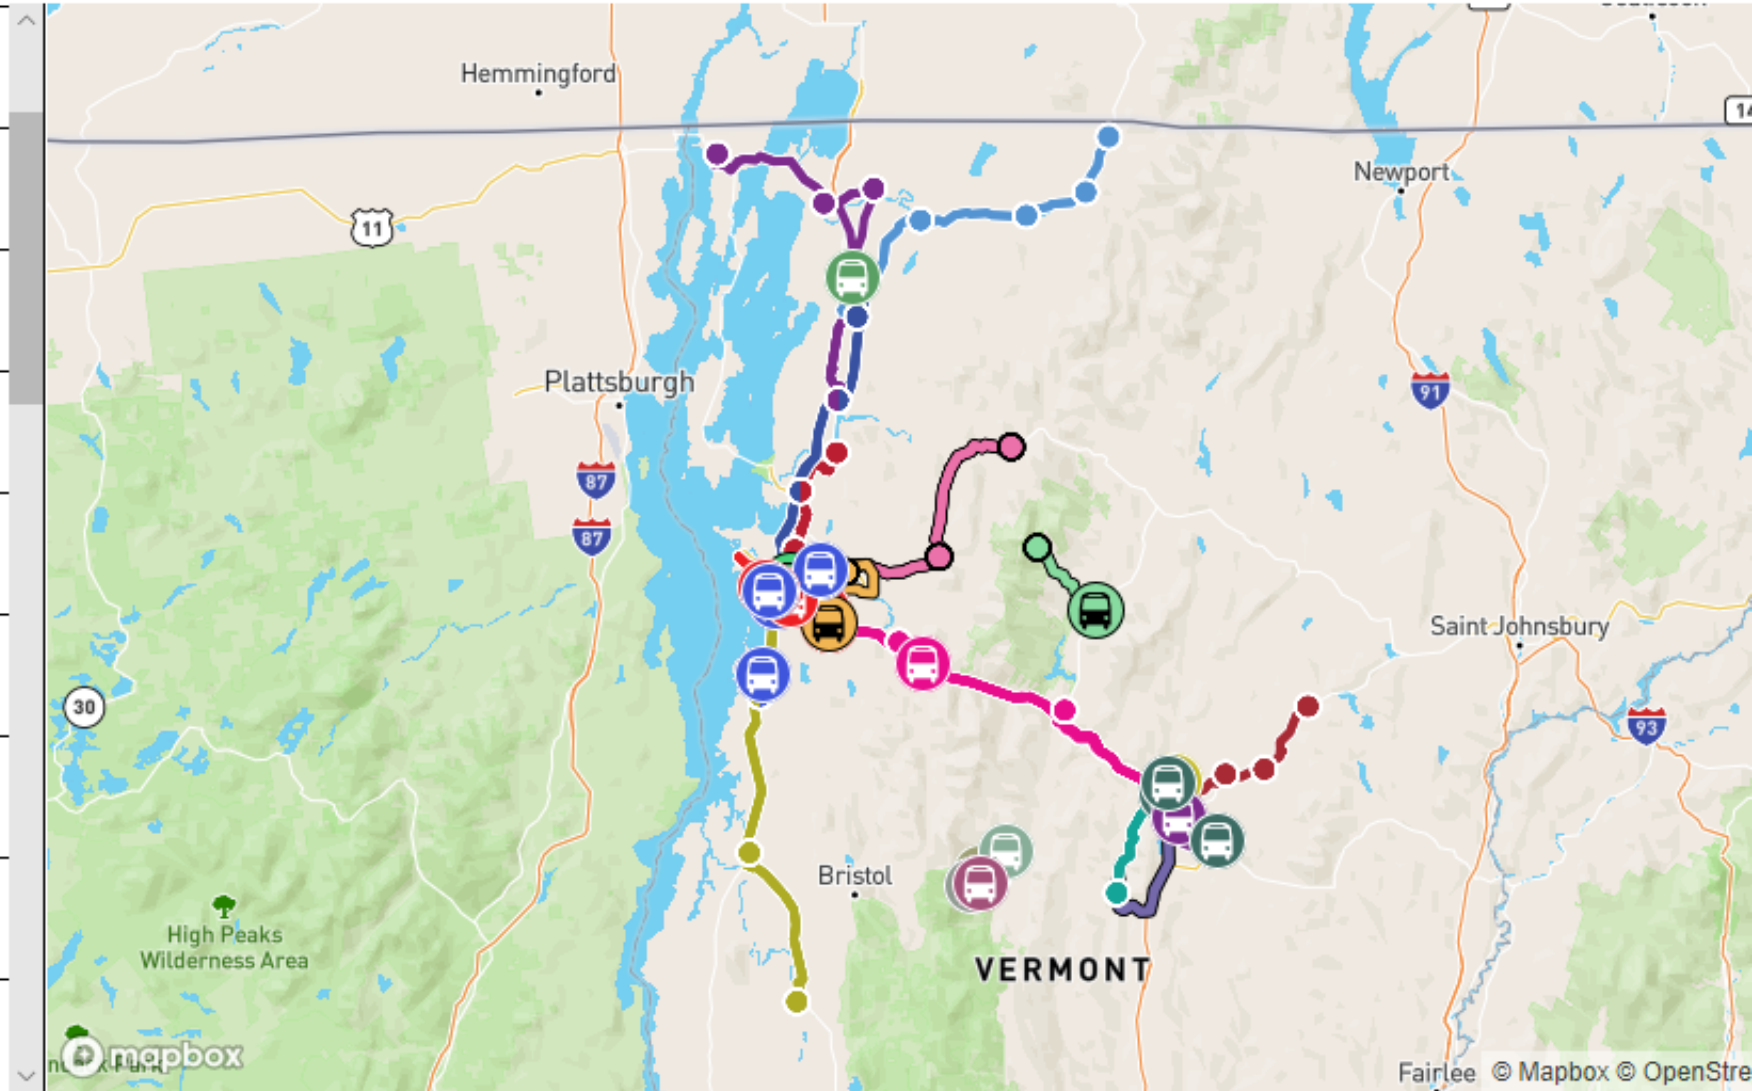 Hemmingford
14
Newport
11
Plattsburgh
91
87
87
Saint Johnsbury
30
93
Bristol
High Peaks
Wilderness Area
VERMONT
mapbox
Fairlee
© Mapbox © OpenStre